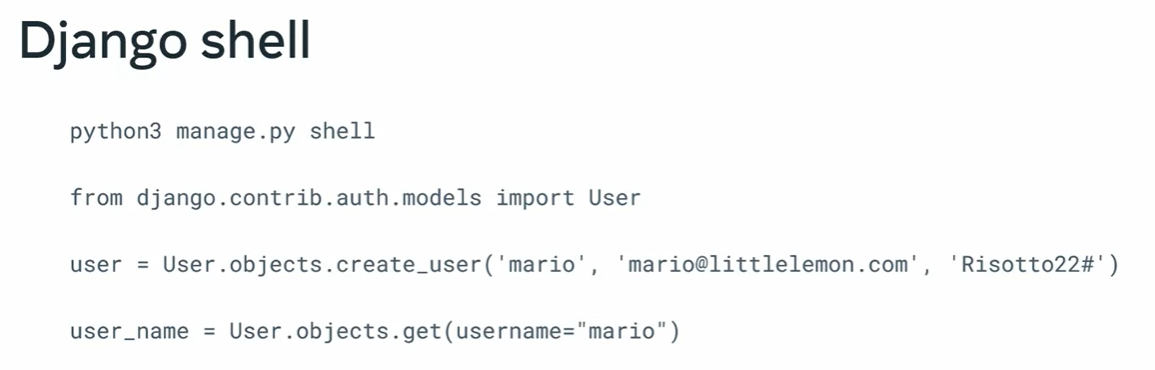 Django shell
python3 manage.py shell
from django.contrib.auth.models import User
user = User.objects.create_user('mario', 'mario@littlelemon.com', 'Risotto22#')
user_name = User.objects.get(username="mario")